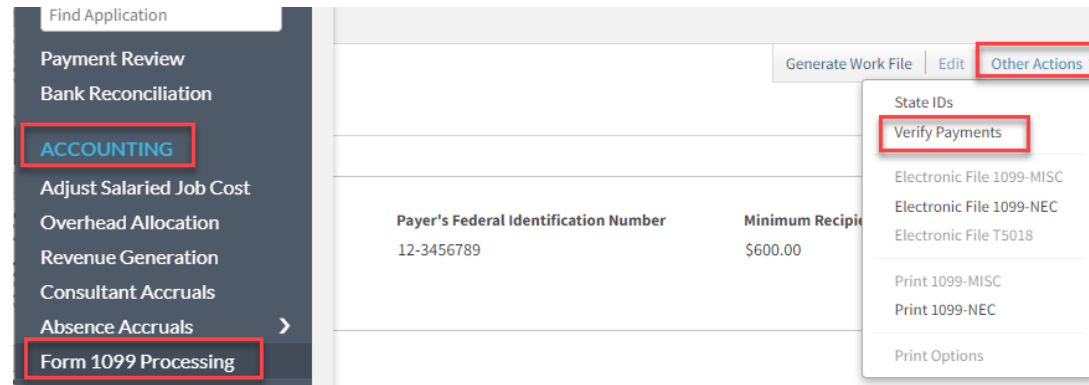 Find Application
Payment Review
Bank Reconciliation
ACCOUNTING
Adjust Salaried Job Cost
Overhead Allocation
Revenue Generation
Consultant Accruals
Absence Accruals
Form 1099 Processing
Generate Work File
Edit
Other Actions
State IDs
Verify Payments
Electronic File 1099-MISC
Electronic File 1099-NEC
Electronic File T5018
Print 1099-MISC
Print 1099-NEC
Print Options
Payer's Federal Identification Number
12-3456789
Minimum
$600.00